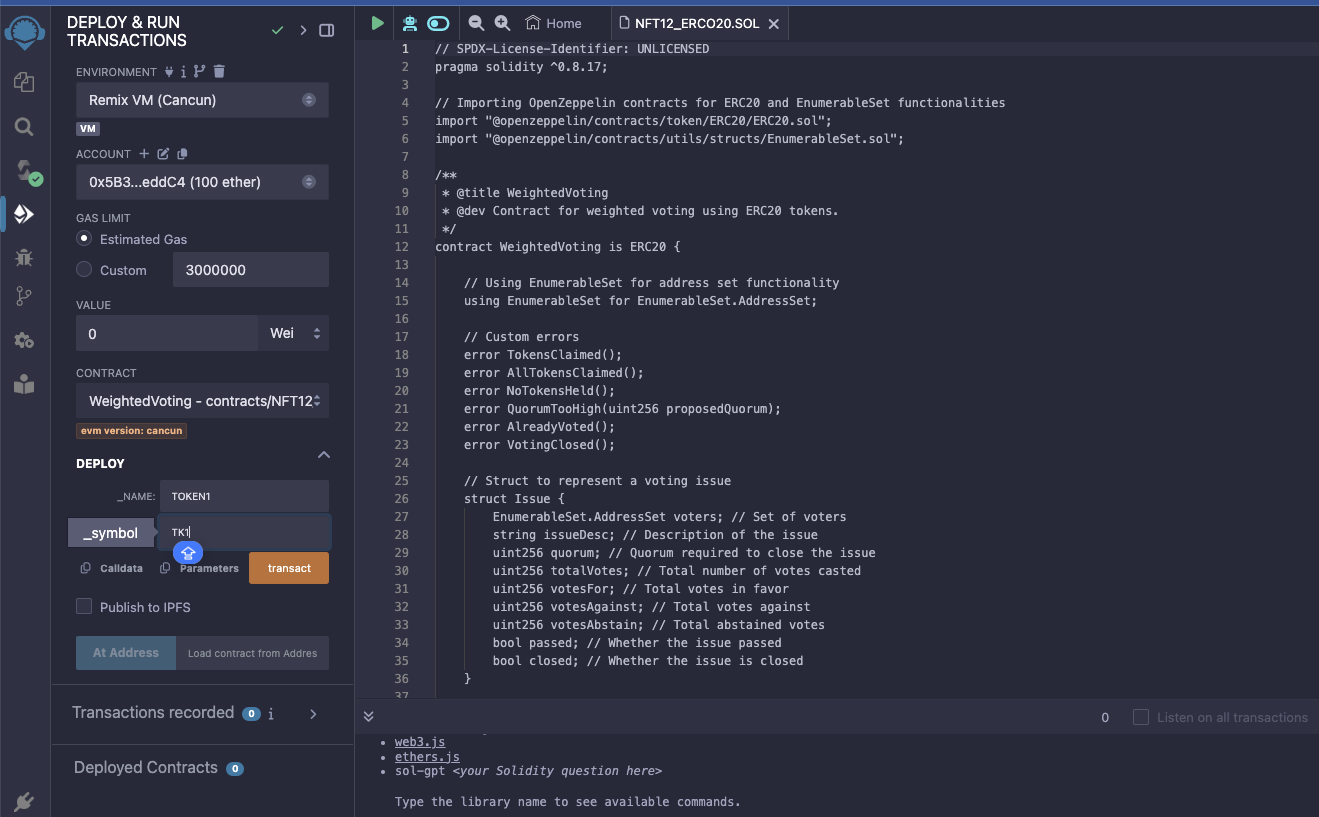 DEPLOY & RUN
TRANSACTIONS
ENVIRONMENT
Remix VM (Cancun)
VM
ACCOUNT
0x5B3...eddC4 (100 ether)
GAS LIMIT
Estimated Gas
Custom
3000000
VALUE
0
Wei
CONTRACT
WeightedVoting - contracts/NFT12
evm version: cancun
DEPLOY
_NAME:
TOKEN1
_symbol
TK1
Calldata
Parameters
transact
Publish to IPFS
At Address
Load contract from Addres
Transactions recorded 0 i
Deployed Contracts 0
Home
NFT12_ERCO20.SOL
1 // SPDX-License-Identifier: UNLICENSED
2 pragma solidity ^0.8.17;
3
4 // Importing OpenZeppelin contracts for ERC20 and EnumerableSet functionalities
5 import "@openzeppelin/contracts/token/ERC20/ERC20.sol";
6 import "@openzeppelin/contracts/utils/structs/EnumerableSet.sol";
7
8 /**
9 * @title WeightedVoting
10 * @dev Contract for weighted voting using ERC20 tokens.
11 */
12 contract WeightedVoting is ERC20 {
13
14 // Using EnumerableSet for address set functionality
15 using EnumerableSet for EnumerableSet.AddressSet;
16
17 // Custom errors
18 error TokensClaimed();
19 error AllTokensClaimed();
20 error NoTokensHeld();
21 error QuorumTooHigh(uint256 proposedQuorum);
22 error AlreadyVoted();
23 error VotingClosed();
24
25 // Struct to represent a voting issue
26 struct Issue {
27 EnumerableSet.AddressSet voters; // Set of voters
28 string issueDesc; // Description of the issue
29 uint256 quorum; // Quorum required to close the issue
30 uint256 totalVotes; // Total number of votes casted
31 uint256 votesFor; // Total votes in favor
32 uint256 votesAgainst; // Total votes against
33 uint256 votesAbstain; // Total abstained votes
34 bool passed; // Whether the issue passed
35 bool closed; // Whether the issue is closed
36 }
37
0
Listen on all transactions
• web3.js
• ethers.js
• sol-gpt <your Solidity question here>
Type the library name to see available commands.